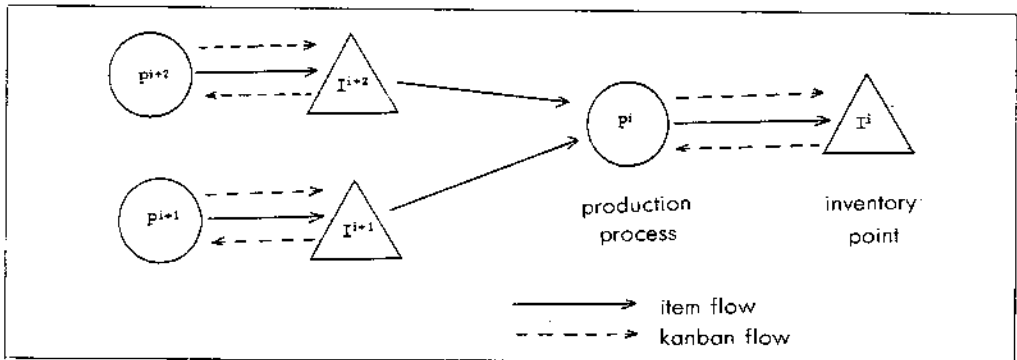 P^{i+2}
I^{i+2}
P^i
I^i
P^{i+1}
I^{i+1}
production
process
inventory
point
item flow
kanban flow